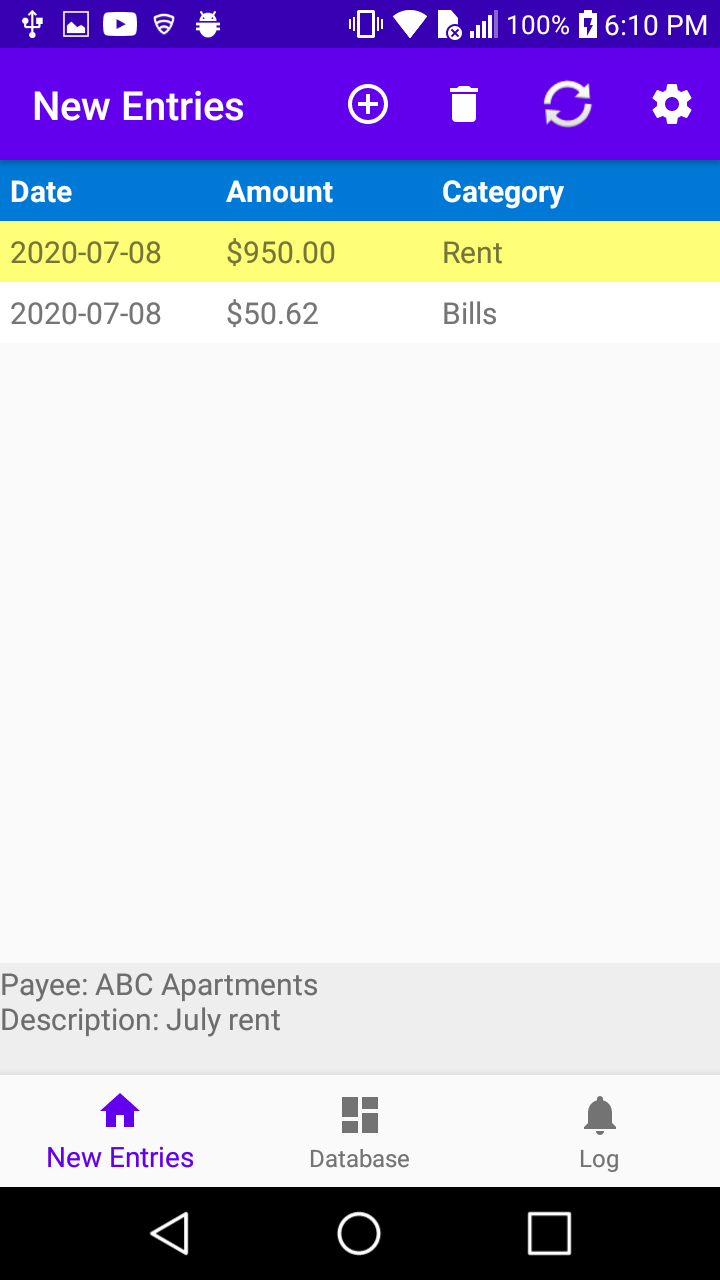 100% 6:10 PM
New Entries
Date Amount Category
2020-07-08 $950.00 Rent
2020-07-08 $50.62 Bills
Payee: ABC Apartments
Description: July rent
New Entries Database Log